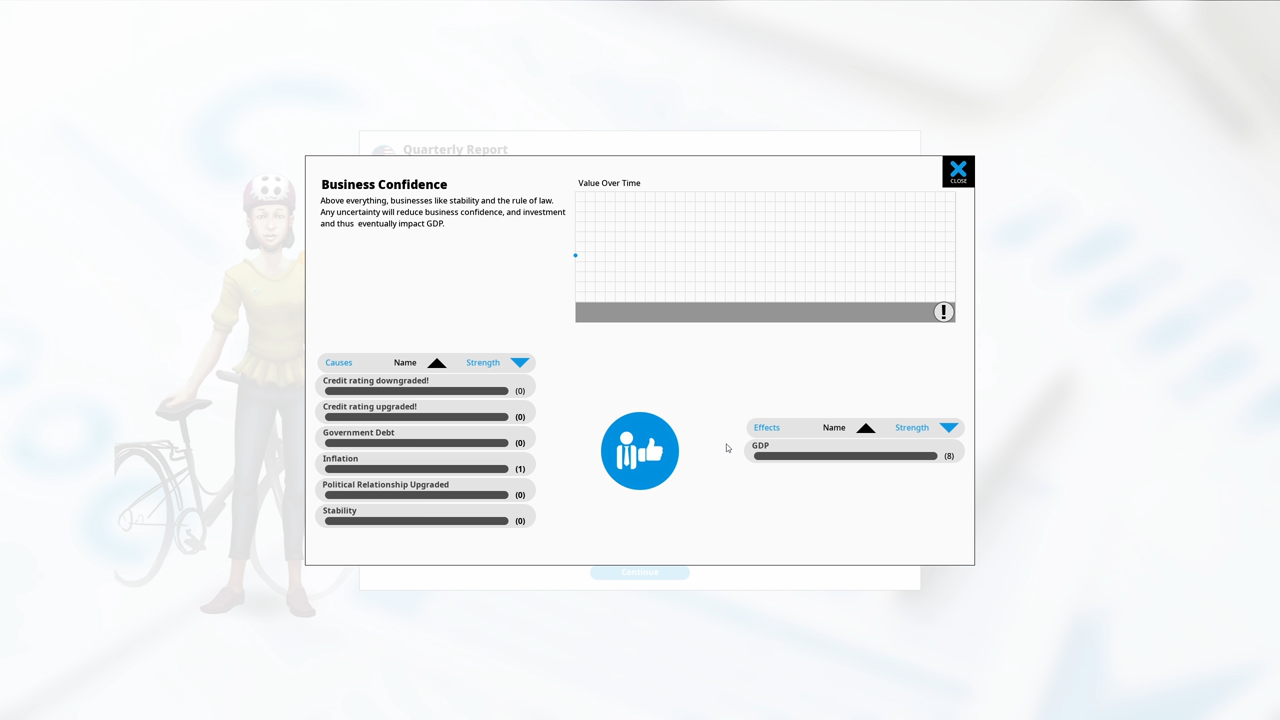 Quarterly Report
Business Confidence
Above everything, businesses like stability and the rule of law.
Any uncertainty will reduce business confidence, and investment
and thus  eventually impact GDP.
Value Over Time
CLOSE
!
Causes Name Strength
Credit rating downgraded!
(0)
Credit rating upgraded!
(0)
Government Debt
(0)
Inflation
(1)
Political Relationship Upgraded
(0)
Stability
(0)
Effects Name Strength
GDP
(8)
Continue